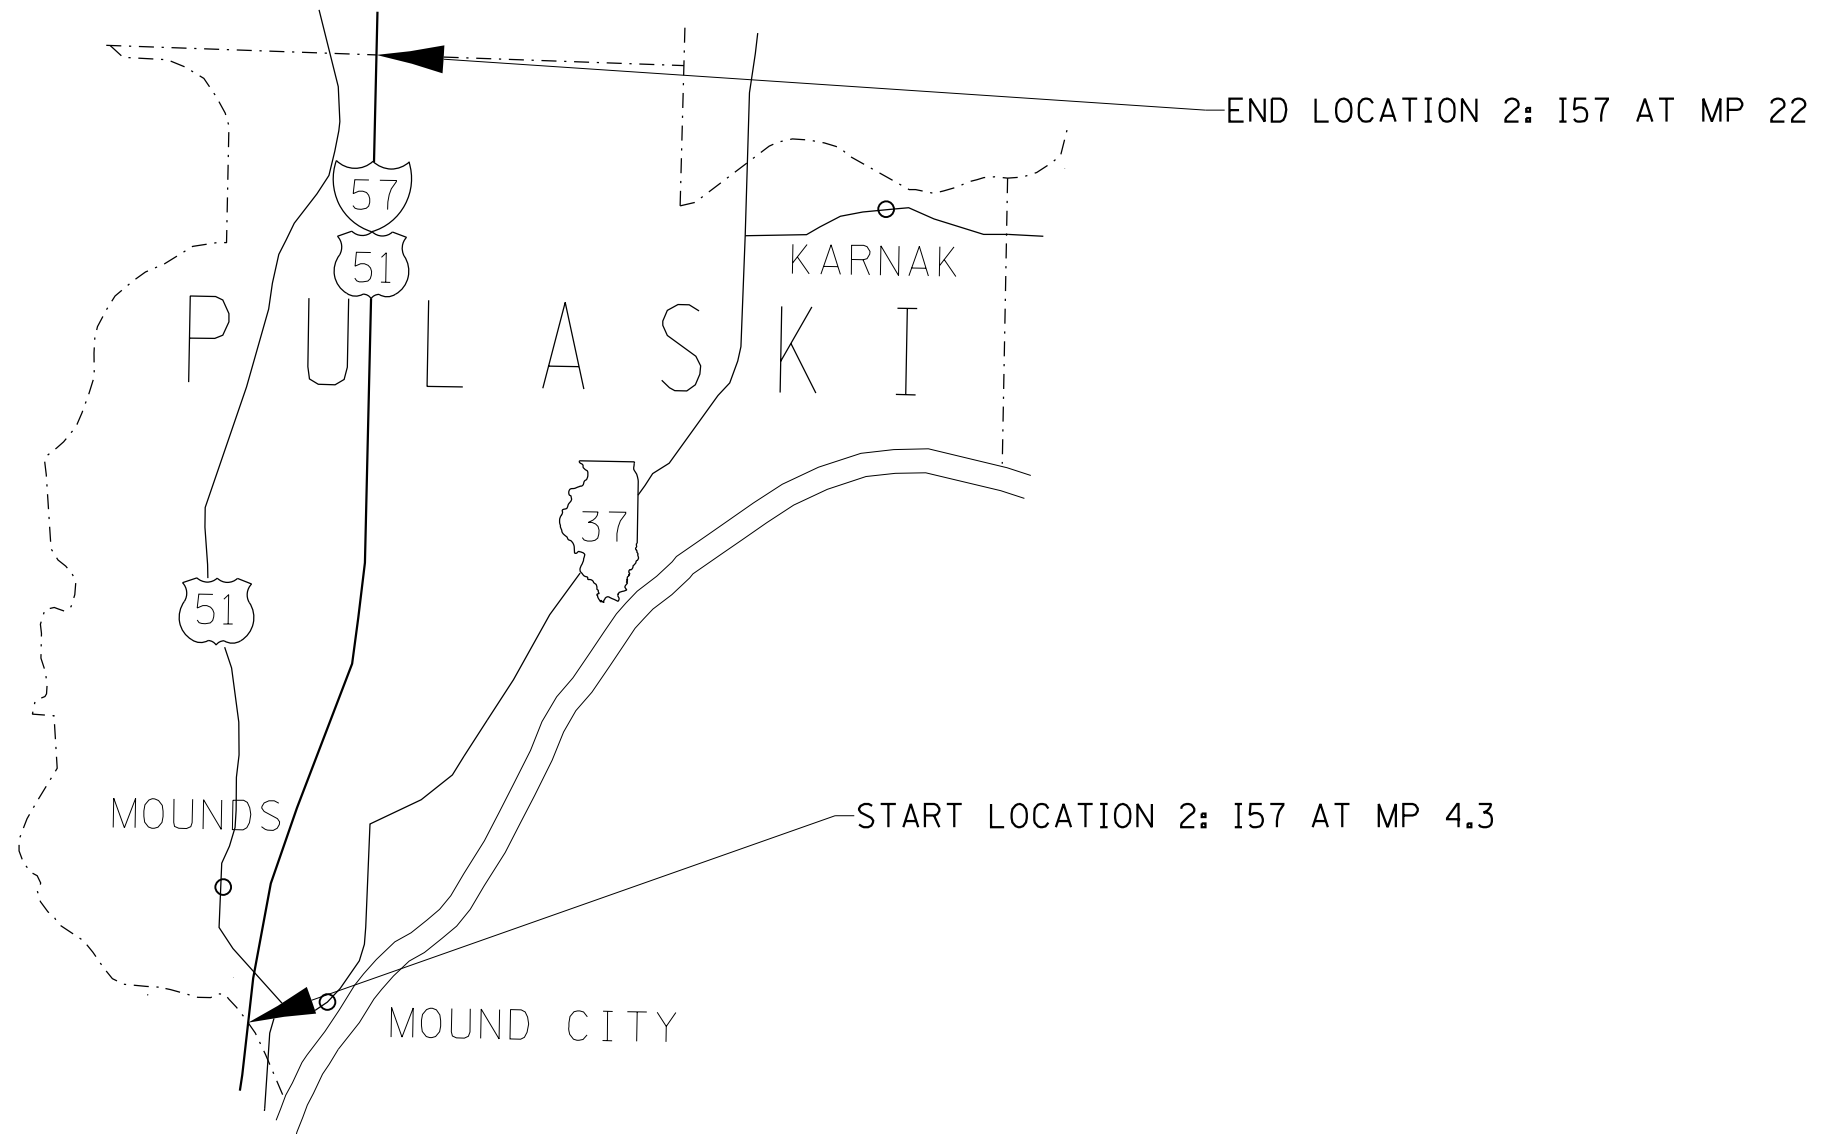 END LOCATION 2: I57 AT MP 22
57
51
KARNAK
PULASKI
37
51
MOUNDS
START LOCATION 2: I57 AT MP 4.3
MOUND CITY